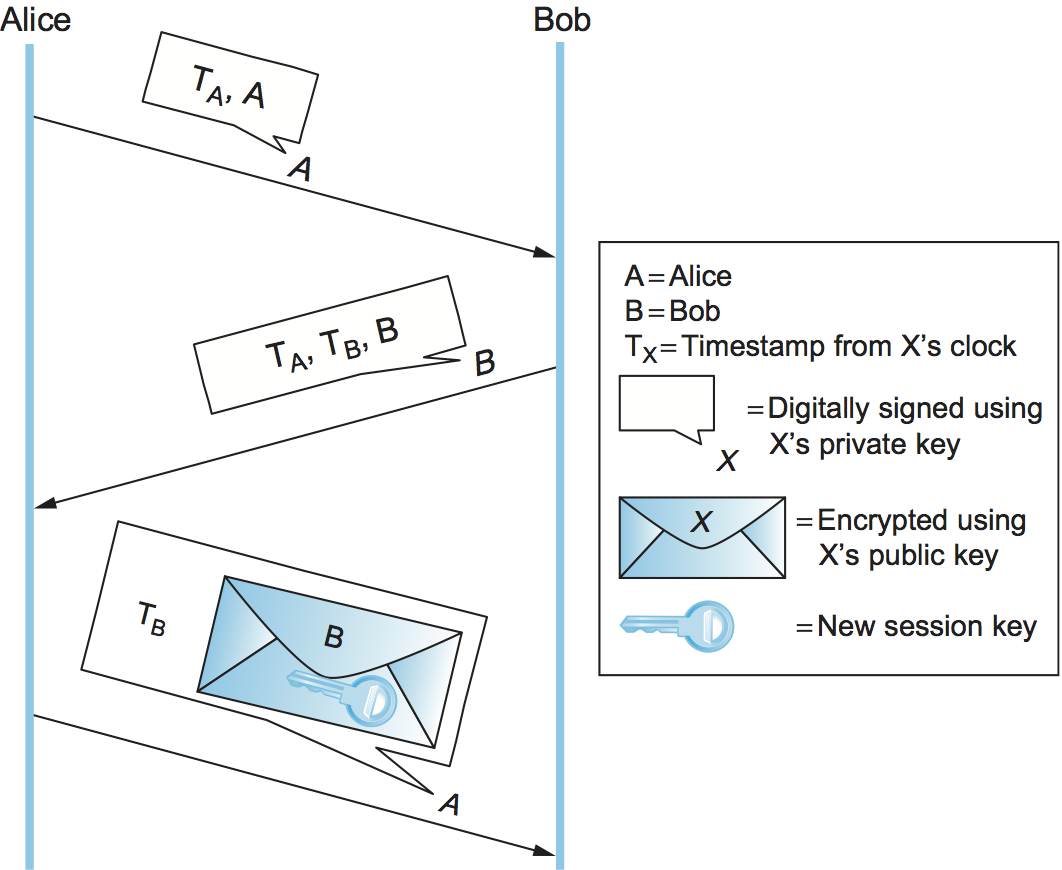 Alice
Bob
T_A, A
A
T_A, T_B, B
B
T_B
B
A
A=Alice
B=Bob
T_X=Timestamp from X's clock
=Digitally signed using
X's private key
X
X
=Encrypted using
X's public key
=New session key